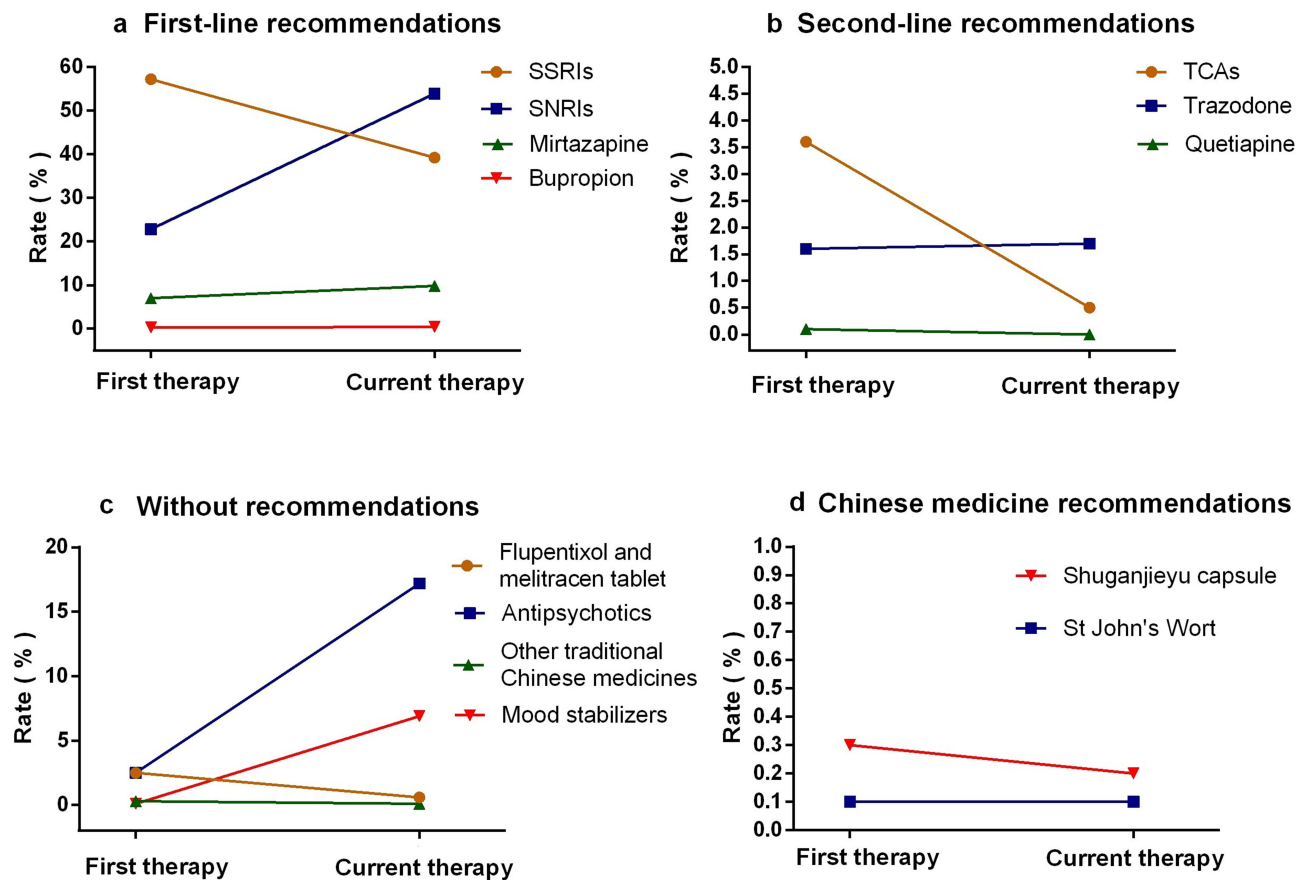 a First-line recommendations
60
50
40
30
20
10
0
Rate ( % )
First therapy
Current therapy
SSRIs
SNRIs
Mirtazapine
Bupropion
b Second-line recommendations
5.0
4.5
4.0
3.5
3.0
2.5
2.0
1.5
1.0
0.5
0.0
Rate ( % )
First therapy
Current therapy
TCAs
Trazodone
Quetiapine
c Without recommendations
20
15
10
5
0
Rate ( % )
First therapy
Current therapy
Flupentixol and
melitracen tablet
Antipsychotics
Other traditional
Chinese medicines
Mood stabilizers
d Chinese medicine recommendations
1.0
0.9
0.8
0.7
0.6
0.5
0.4
0.3
0.2
0.1
0.0
Rate ( % )
First therapy
Current therapy
Shuganjieyu capsule
St John's Wort